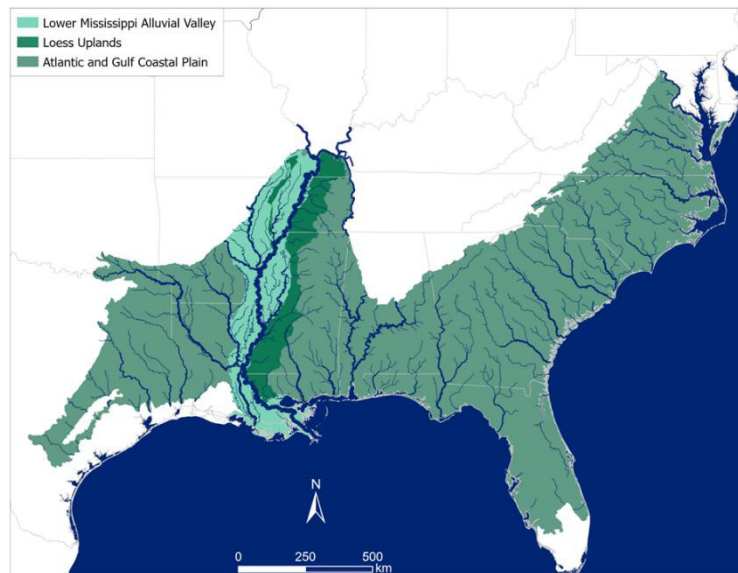 Lower Mississippi Alluvial Valley
Loess Uplands
Atlantic and Gulf Coastal Plain
N
0 250 500
km